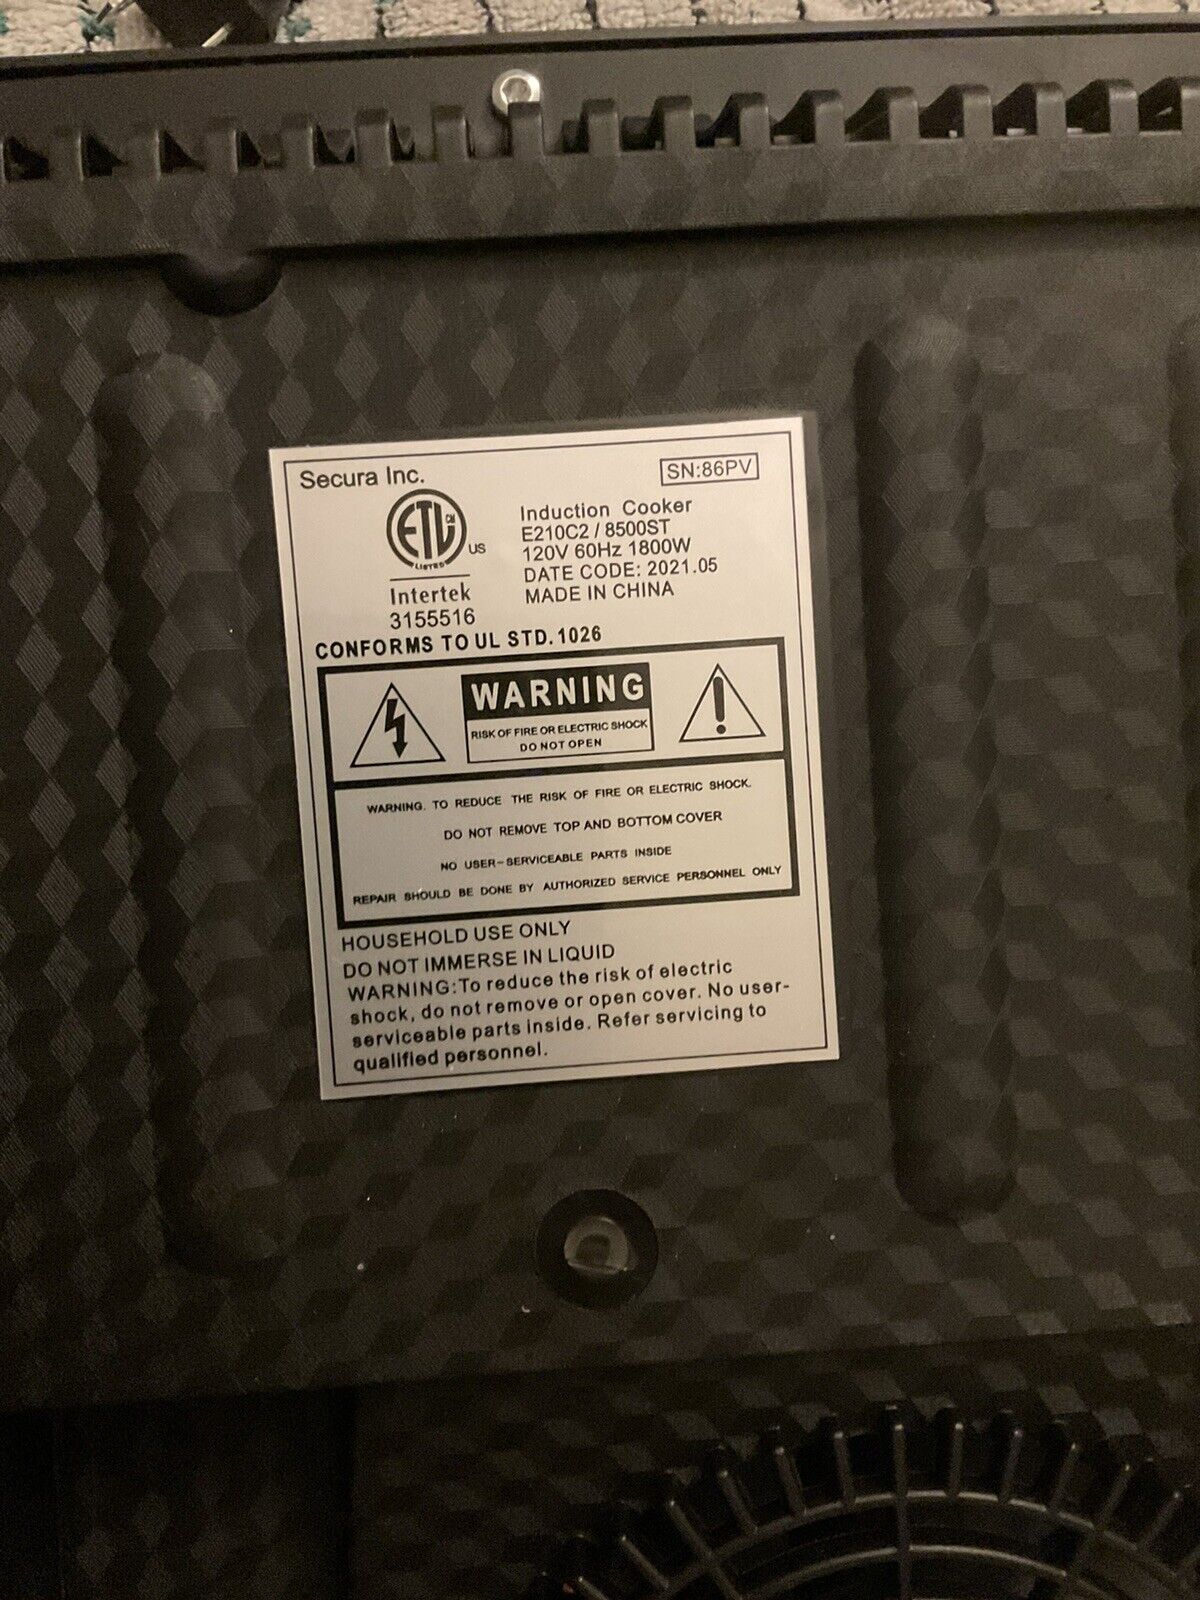 Secura Inc.
SN:86PV
ETL CM
LISTED
US
Intertek
3155516
Induction Cooker
E210C2 / 8500ST
120V 60Hz 1800W
DATE CODE: 2021.05
MADE IN CHINA
CONFORMS TO UL STD. 1026
WARNING
RISK OF FIRE OR ELECTRIC SHOCK
DO NOT OPEN
WARNING. TO REDUCE THE RISK OF FIRE OR ELECTRIC SHOCK.
DO NOT REMOVE TOP AND BOTTOM COVER
NO USER-SERVICEABLE PARTS INSIDE
REPAIR SHOULD BE DONE BY AUTHORIZED SERVICE PERSONNEL ONLY
HOUSEHOLD USE ONLY
DO NOT IMMERSE IN LIQUID
WARNING:To reduce the risk of electric
shock, do not remove or open cover. No user-
serviceable parts inside. Refer servicing to
qualified personnel.